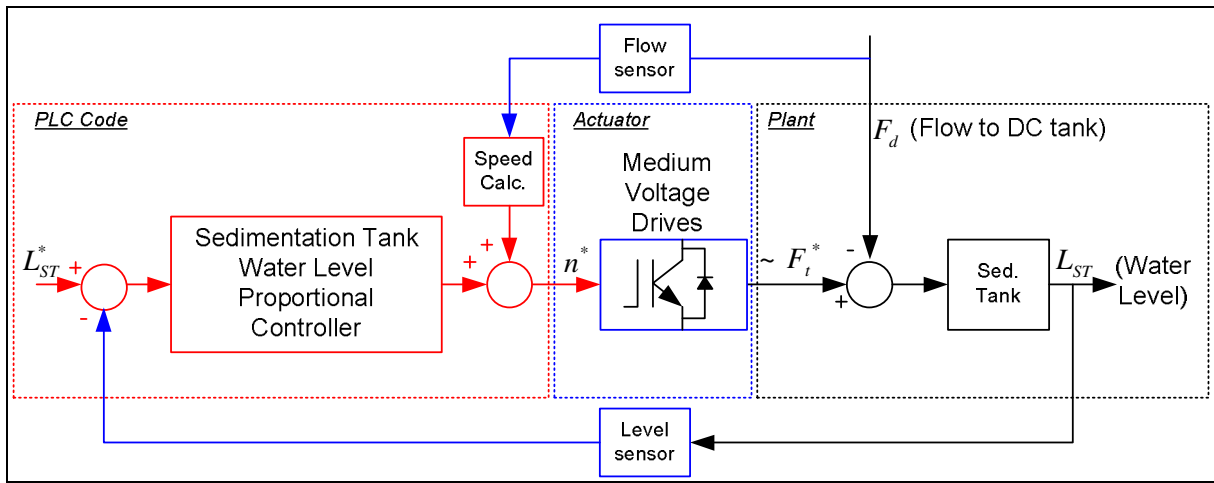 Flow
sensor
PLC Code
Actuator
Plant
F_d (Flow to DC tank)
Speed
Calc.
Medium
Voltage
Drives
Sedimentation Tank
Water Level
Proportional
Controller
L*_ST
+
-
+
+
n*
~ F_t*
-
+
Sed.
Tank
L_ST
(Water
Level)
Level
sensor